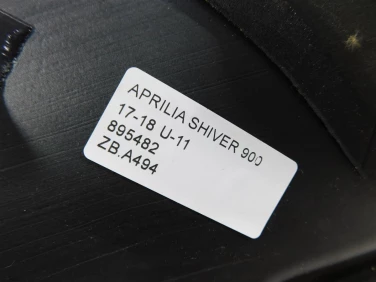 APRILIA SHIVER 900
17-18 U-11
895482
ZB.A494